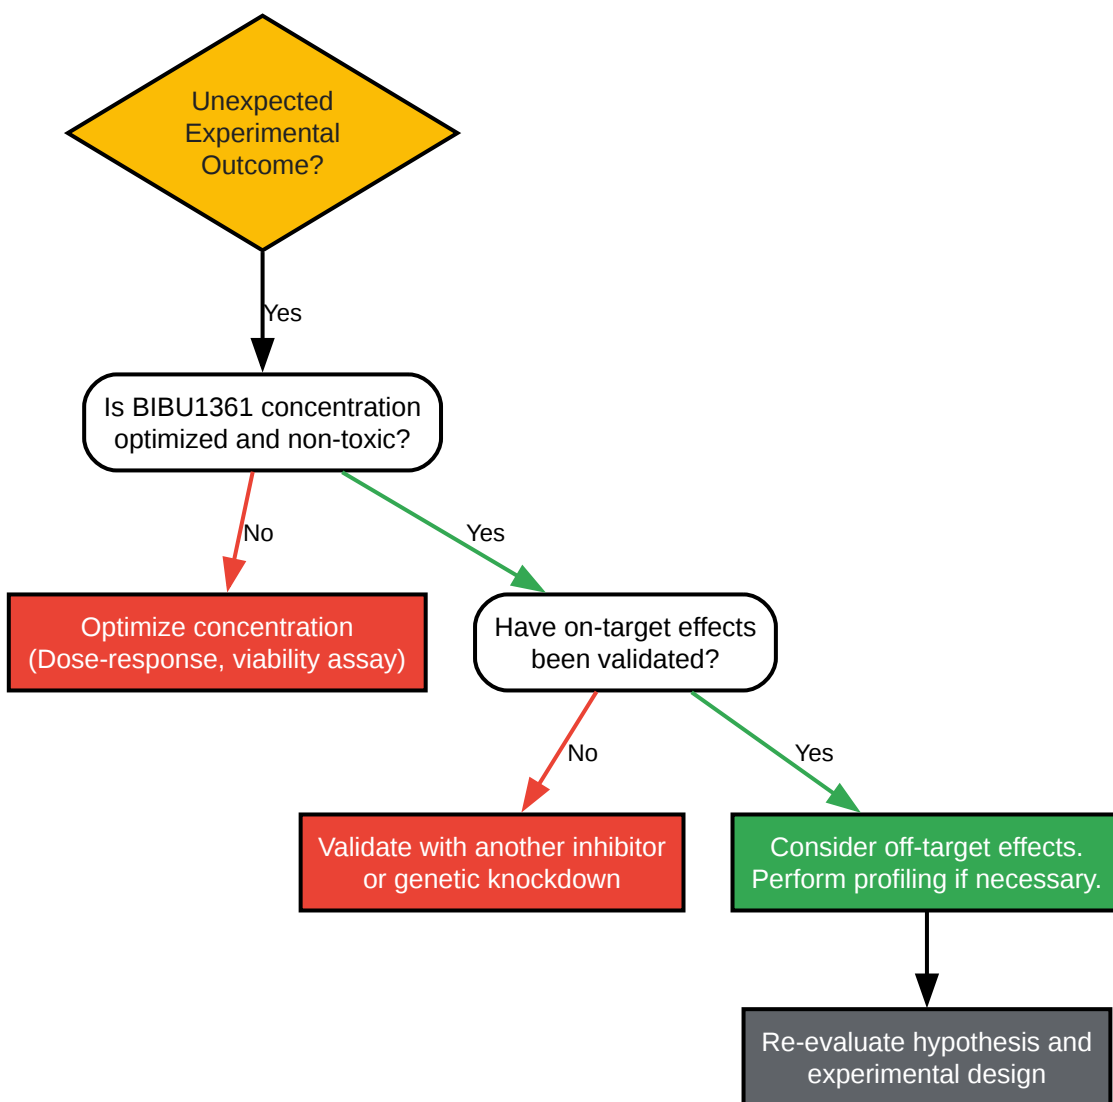 Unexpected
Experimental
Outcome?
Yes
Is BIBU1361 concentration
optimized and non-toxic?
No
Yes
Optimize concentration
(Dose-response, viability assay)
Have on-target effects
been validated?
No
Yes
Validate with another inhibitor
or genetic knockdown
Consider off-target effects.
Perform profiling if necessary.
Re-evaluate hypothesis and
experimental design